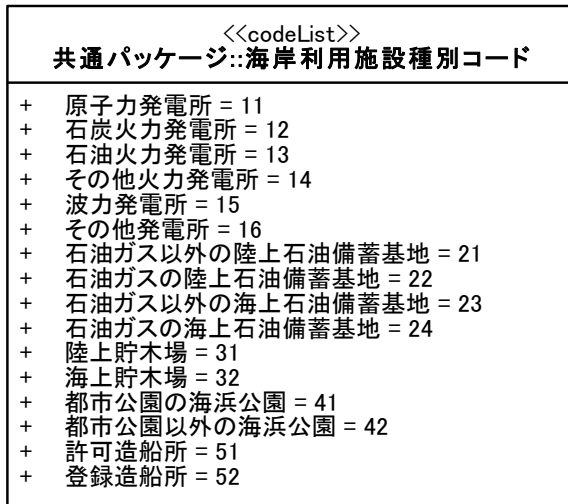 <<codeList>>
共通パッケージ::海岸利用施設種別コード
+ 原子力発電所 = 11
+ 石炭火力発電所 = 12
+ 石油火力発電所 = 13
+ その他火力発電所 = 14
+ 波力発電所 = 15
+ その他発電所 = 16
+ 石油ガス以外の陸上石油備蓄基地 = 21
+ 石油ガスの陸上石油備蓄基地 = 22
+ 石油ガス以外の海上石油備蓄基地 = 23
+ 石油ガスの海上石油備蓄基地 = 24
+ 陸上貯木場 = 31
+ 海上貯木場 = 32
+ 都市公園の海浜公園 = 41
+ 都市公園以外の海浜公園 = 42
+ 許可造船所 = 51
+ 登録造船所 = 52